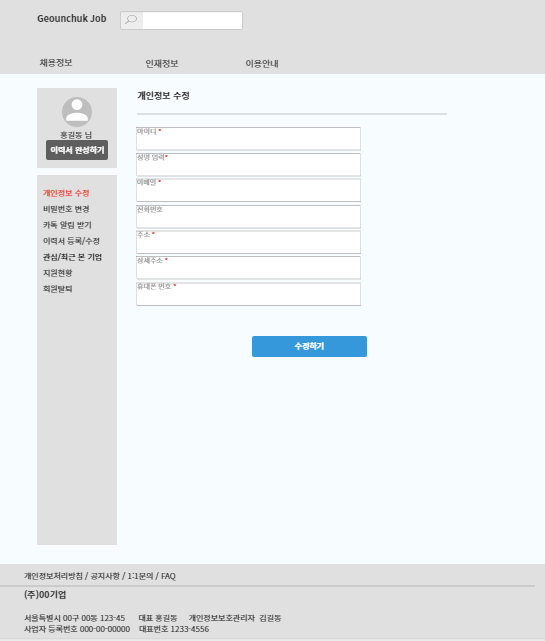 Geounchuk Job
채용정보 인재정보 이용안내
개인정보 수정
홍길동 님
이력서 완성하기
개인정보 수정
비밀번호 변경
카톡 알림 받기
이력서 등록/수정
관심/최근 본 기업
지원현황
회원탈퇴
아이디 *
성명 입력*
이메일 *
전화번호
주소 *
상세주소 *
휴대폰 번호 *
수정하기
개인정보처리방침 / 공지사항 / 1:1문의 / FAQ
(주)00기업
서울특별시 00구 00동 123-45 대표 홍길동 개인정보보호관리자 김길동
사업자 등록번호 000-00-00000 대표번호 1233-4556